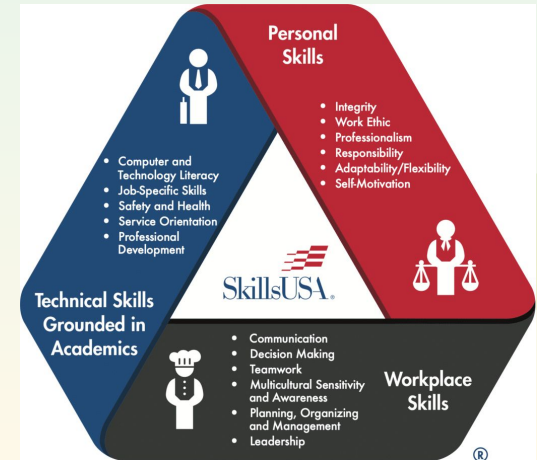 Personal
Skills
• Integrity
• Work Ethic
• Professionalism
• Responsibility
• Adaptability/Flexibility
• Self-Motivation
• Computer and
Technology Literacy
• Job-Specific Skills
• Safety and Health
• Service Orientation
• Professional
Development
Technical Skills
Grounded in
Academics
SkillsUSA®
• Communication
• Decision Making
• Teamwork
• Multicultural Sensitivity
and Awareness
• Planning, Organizing
and Management
• Leadership
Workplace
Skills
®